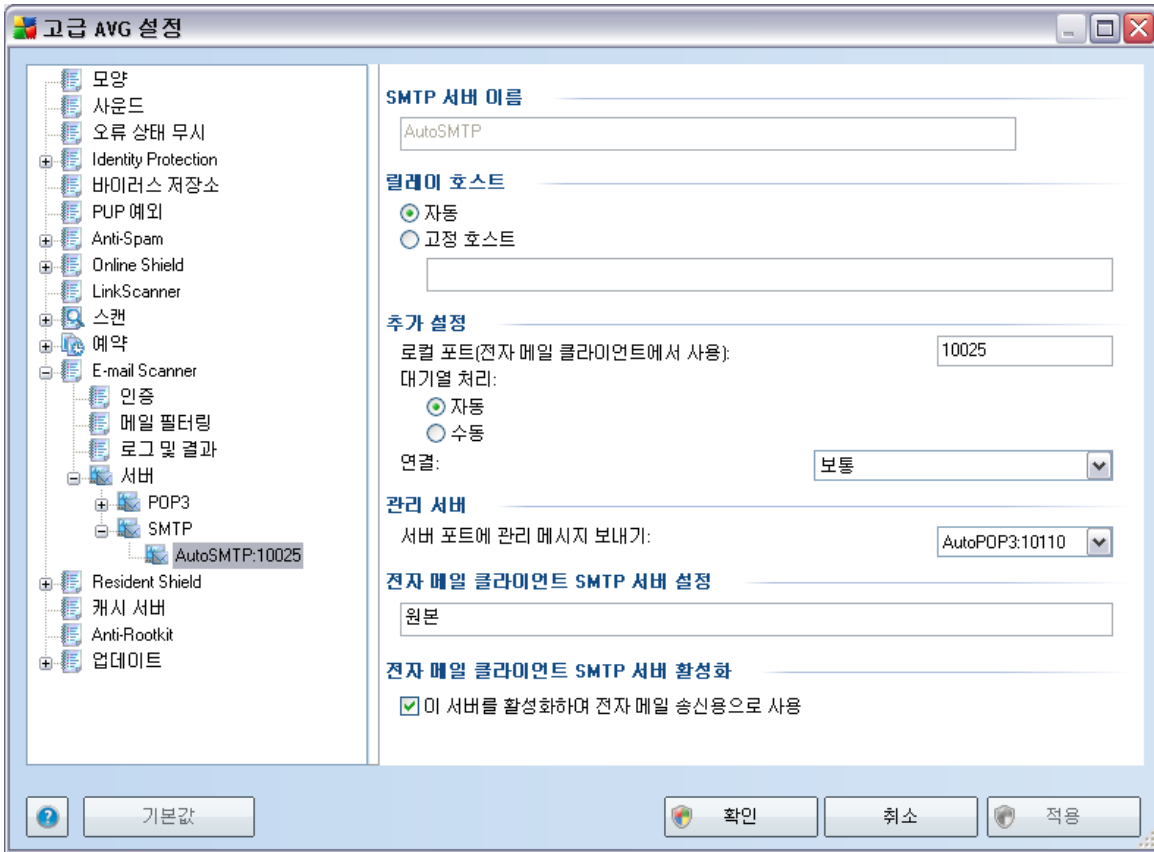 고급 AVG 설정
모양
사운드
오류 상태 무시
Identity Protection
바이러스 저장소
PUP 예외
Anti-Spam
Online Shield
LinkScanner
스캔
예약
E-mail Scanner
인증
메일 필터링
로그 및 결과
서버
POP3
SMTP
AutoSMTP:10025
Resident Shield
캐시 서버
Anti-Rootkit
업데이트
SMTP 서버 이름
AutoSMTP
릴레이 호스트
자동
고정 호스트
추가 설정
로컬 포트(전자 메일 클라이언트에서 사용): 10025
대기열 처리:
자동
수동
연결: 보통
관리 서버
서버 포트에 관리 메시지 보내기: AutoPOP3:10110
전자 메일 클라이언트 SMTP 서버 설정
원본
전자 메일 클라이언트 SMTP 서버 활성화
이 서버를 활성화하여 전자 메일 송신용으로 사용
기본값 확인 취소 적용